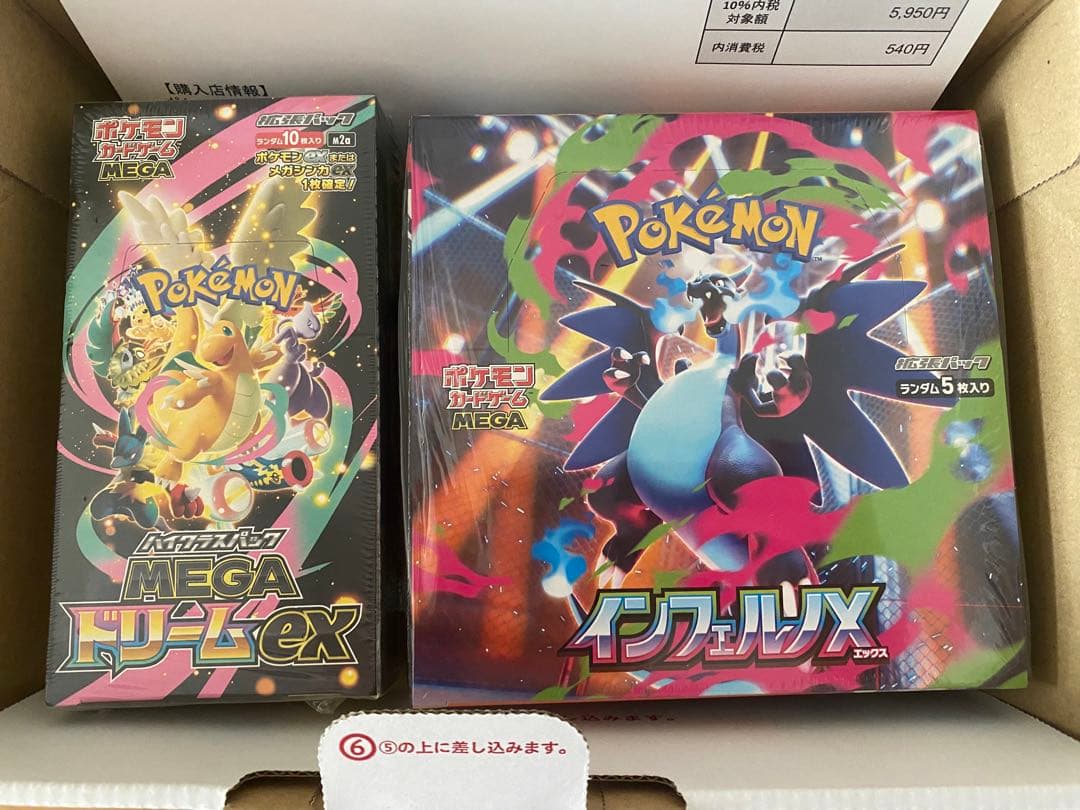 10%内税
対象額
5,950円
内消費税
540円
【購入店情報】
ポケモン
カードゲーム
MEGA
拡張パック
ランダム10枚入り
M2a
ポケモンexまたは
メガシンカex
1枚確定!
POKéMON
ハイクラスパック
MEGA
ドリームex
POKéMON
TM
ポケモン
カードゲーム
MEGA
拡張パック
ランダム5枚入り
インフェルノX
エックス
し込みます。
⑥⑤の上に差し込みます。